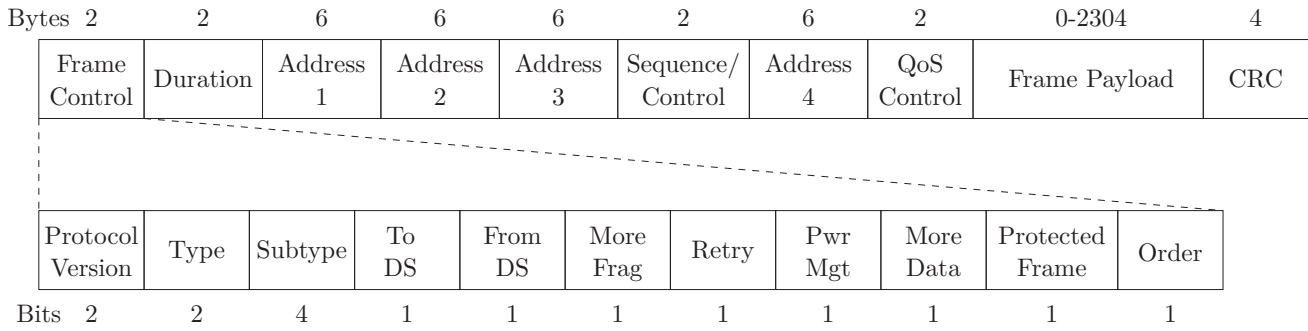 Bytes 2 2 6 6 6 2 6 2 0-2304 4
Frame Address Address Address Sequence/ Address QoS
Duration Frame Payload CRC
Control 1 2 3 Control 4 Control
Protocol To From More Pwr More Protected
Type Subtype Retry Order
Version DS DS Frag Mgt Data Frame
Bits 2 2 4 1 1 1 1 1 1 1 1